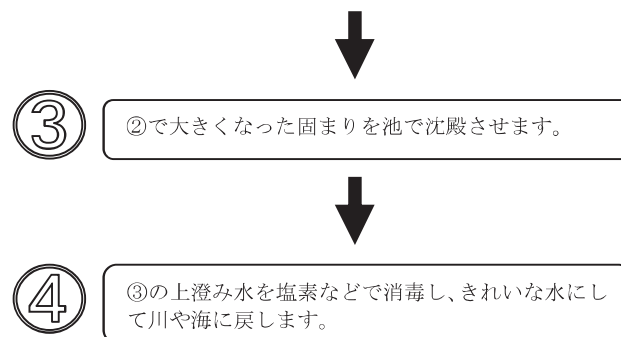 ③
②で大きくなった固まりを池で沈殿させます。
④
③の上澄み水を塩素などで消毒し、きれいな水にし
て川や海に戻します。